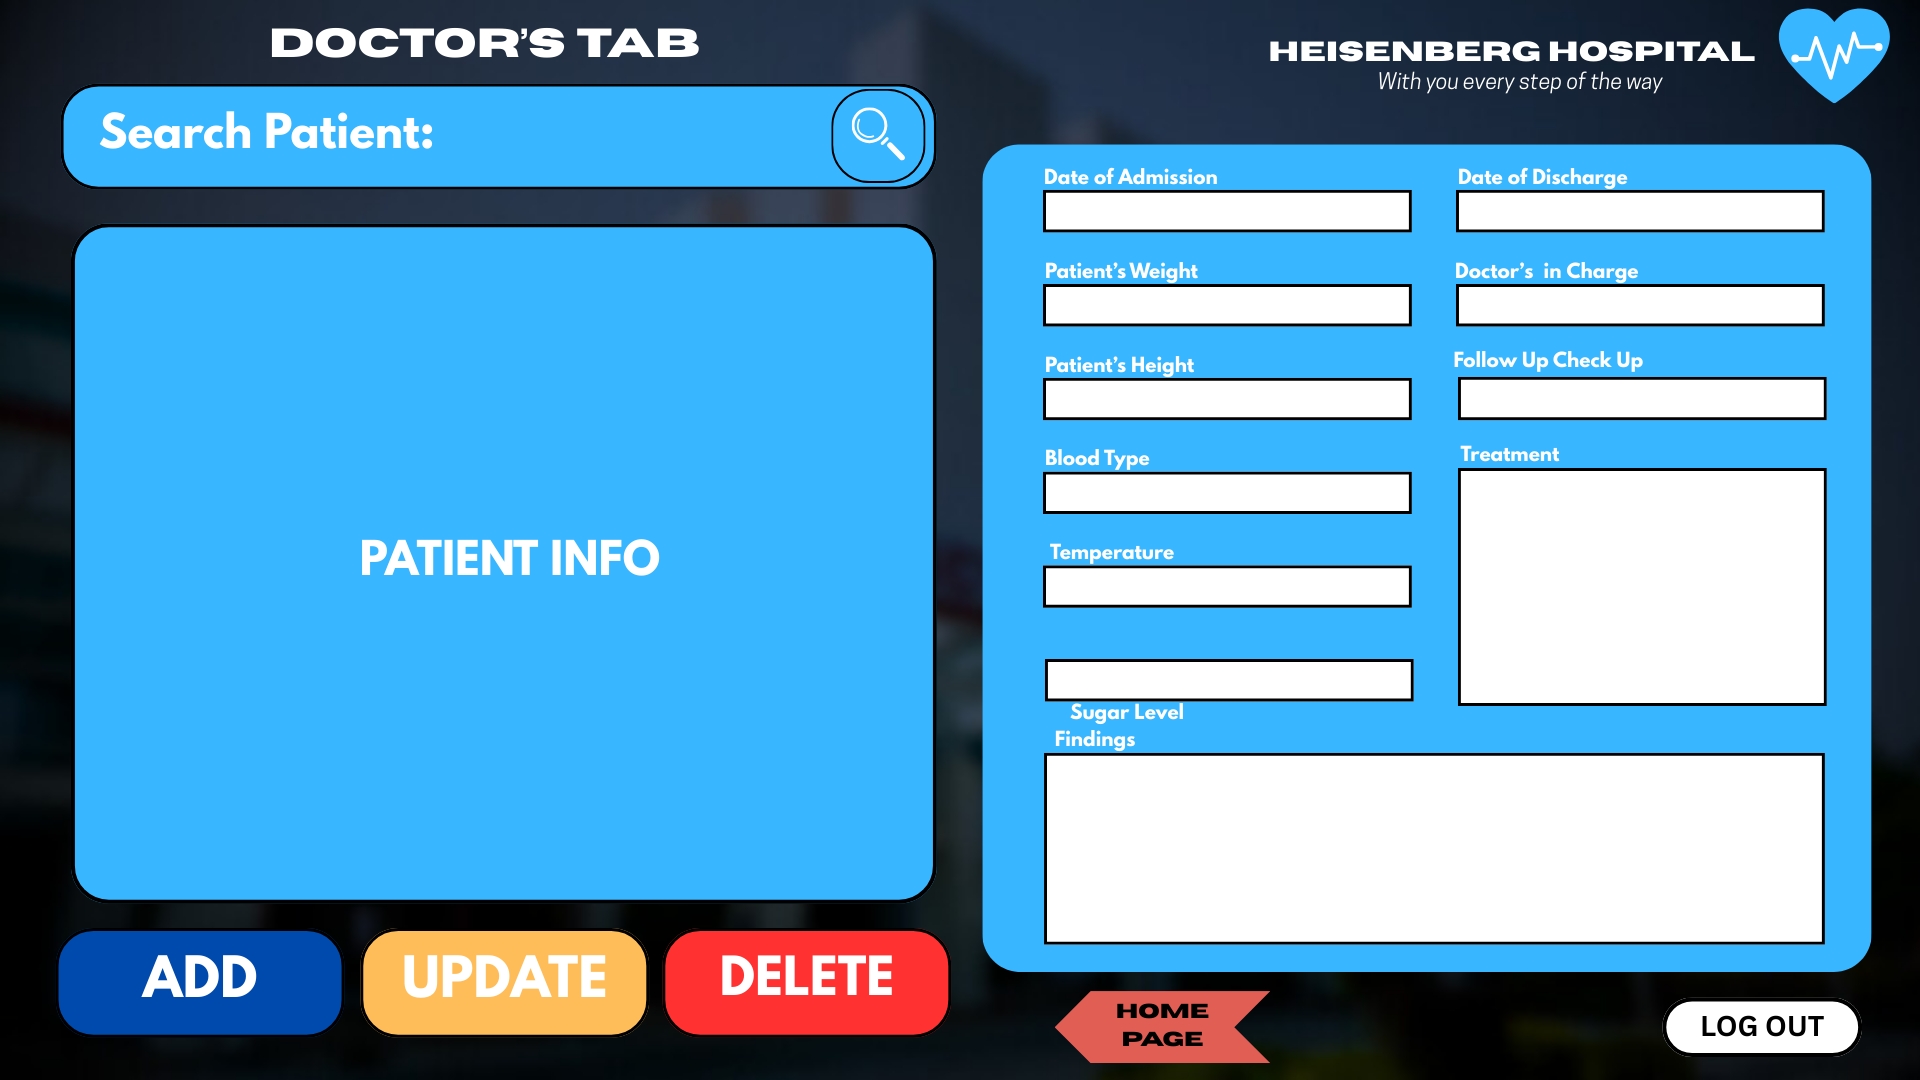 DOCTOR'S TAB
HEISENBERG HOSPITAL
With you every step of the way
Search Patient:
PATIENT INFO
ADD
UPDATE
DELETE
Date of Admission
Date of Discharge
Patient's Weight
Doctor's  in Charge
Patient's Height
Follow Up Check Up
Blood Type
Treatment
Temperature
Sugar Level
Findings
HOME
PAGE
LOG OUT